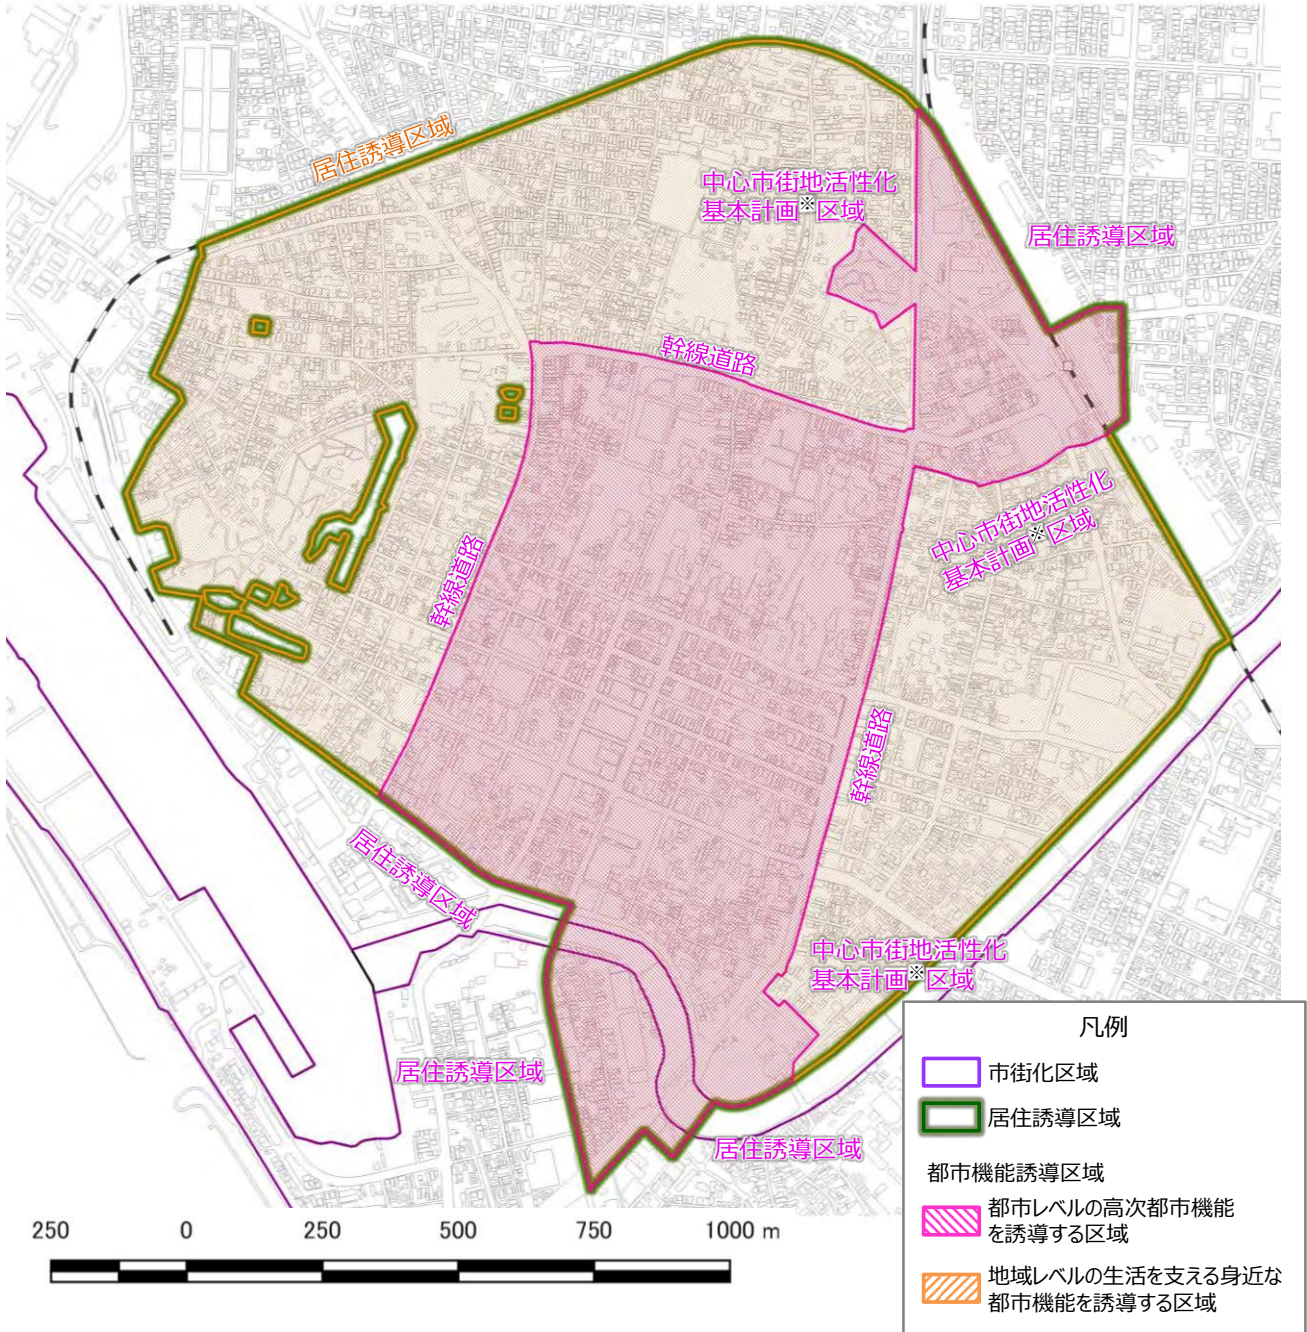 居住誘導区域
中心市街地活性化
基本計画※区域
居住誘導区域
幹線道路
中心市街地活性化
基本計画※区域
幹線道路
幹線道路
居住誘導区域
中心市街地活性化
基本計画※区域
居住誘導区域
居住誘導区域
凡例
市街化区域
居住誘導区域
都市機能誘導区域
都市レベルの高次都市機能
を誘導する区域
地域レベルの生活を支える身近な
都市機能を誘導する区域
250 0 250 500 750 1000 m